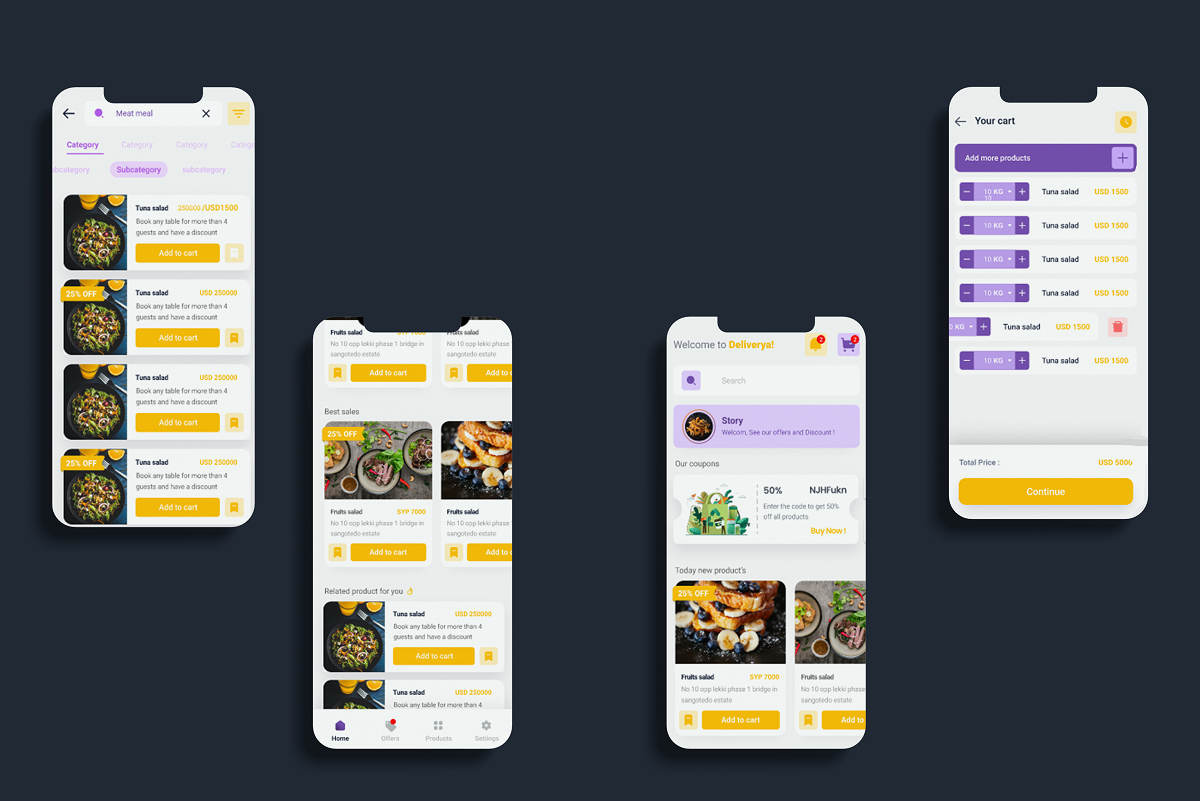 Meat meal
Category
Category
Category
Categ
bcategory
Subcategory
subcategory
Tuna salad 250000 /USD1500
Book any table for more than 4
guests and have a discount
Add to cart
25% OFF
Tuna salad USD 250000
Book any table for more than 4
guests and have a discount
Add to cart
Tuna salad USD 250000
Book any table for more than 4
guests and have a discount
Add to cart
25% OFF
Tuna salad USD 250000
Book any table for more than 4
guests and have a discount
Add to cart
Fruits salad SYP 7000
No 10 opp lekki phase 1 bridge in
sangotedo estate
Add to cart
Fruits salad
No 10 opp lekki phase
sangotedo estate
Add to c
Best sales
25% OFF
Fruits salad SYP 7000
No 10 opp lekki phase 1 bridge in
sangotedo estate
Add to cart
Fruits salad
No 10 opp lekki phase
sangotedo estate
Add to c
Related product for you 👌
Tuna salad USD 250000
Book any table for more than 4
guests and have a discount
Add to cart
Tuna salad USD 250000
Book any table for more than 4
Home
Offers
Products
Settings
Welcome to Deliverya!
2
2
Search
Story
Welcom, See our offers and Discount !
Our coupons
50% NJHFukn
Enter the code to get 50%
off all products
Buy Now !
Today new product's
25% OFF
Fruits salad SYP 7000
No 10 opp lekki phase 1 bridge in
sangotedo estate
Add to cart
Fruits salad
No 10 opp lekki phase
sangotedo estate
Add to
Your cart
Add more products +
− 10 KG + Tuna salad USD 1500
10
− 10 KG + Tuna salad USD 1500
− 10 KG + Tuna salad USD 1500
− 10 KG + Tuna salad USD 1500
0 KG + Tuna salad USD 1500
− 10 KG + Tuna salad USD 1500
Total Price : USD 5000
Continue